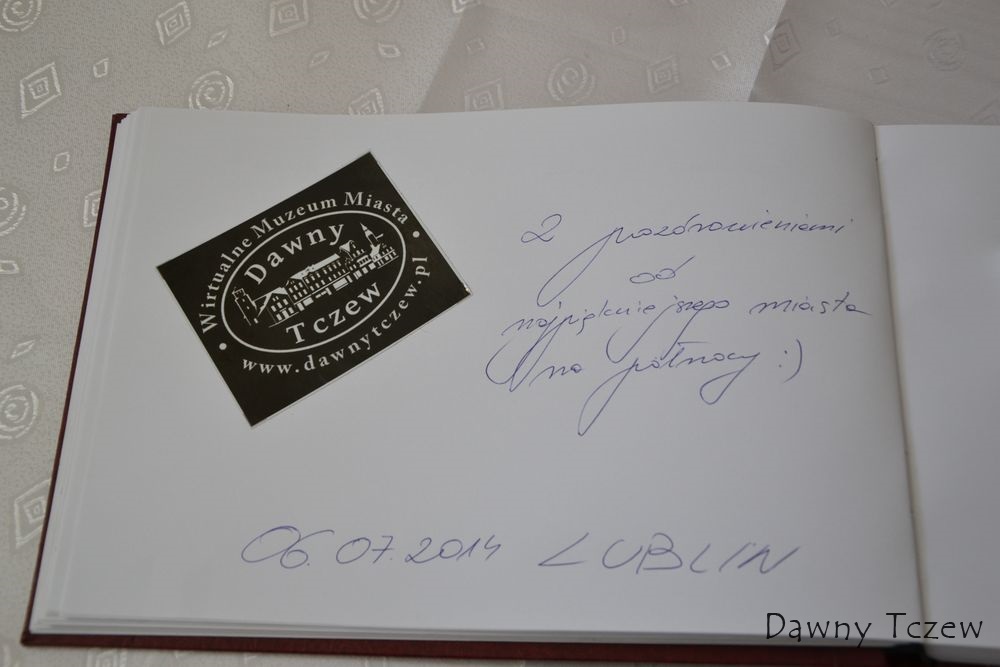 Wirtualne Muzeum Miasta
Dawny
Tczew
www.dawnytczew.pl
Z pozdrowieniami
od
najpiękniejszego miasta
na północy :)
06.07.2014 LUBLIN
Dawny Tczew